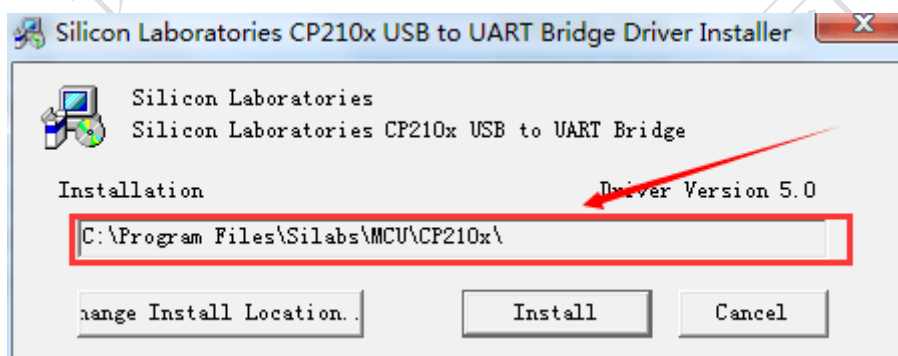 Silicon Laboratories CP210x USB to UART Bridge Driver Installer
Silicon Laboratories
Silicon Laboratories CP210x USB to UART Bridge
Installation Driver Version 5.0
C:\Program Files\Silabs\MCU\CP210x\
hange Install Location.. Install Cancel